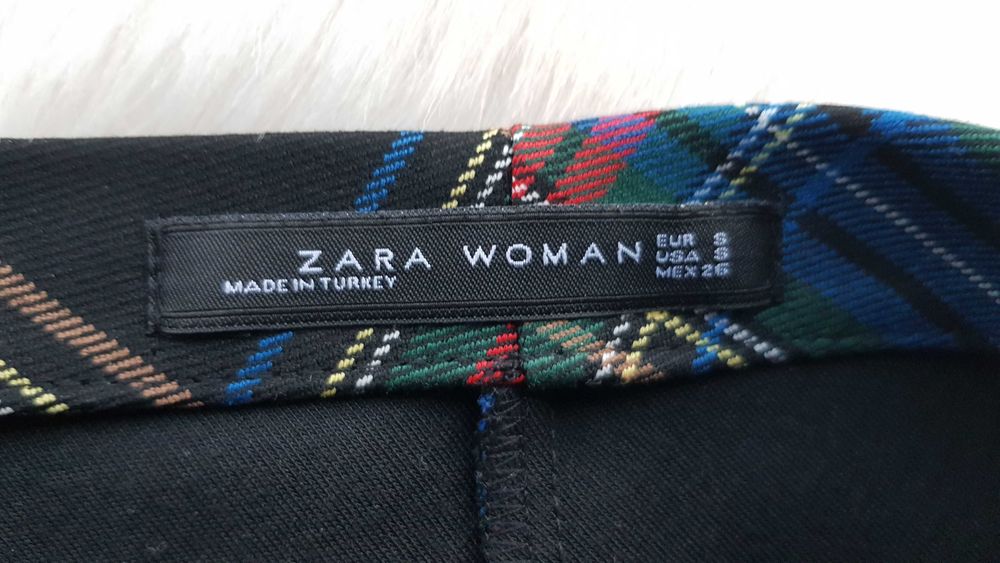 ZARA WOMAN
MADE IN TURKEY
EUR S
USA S
MEX 26